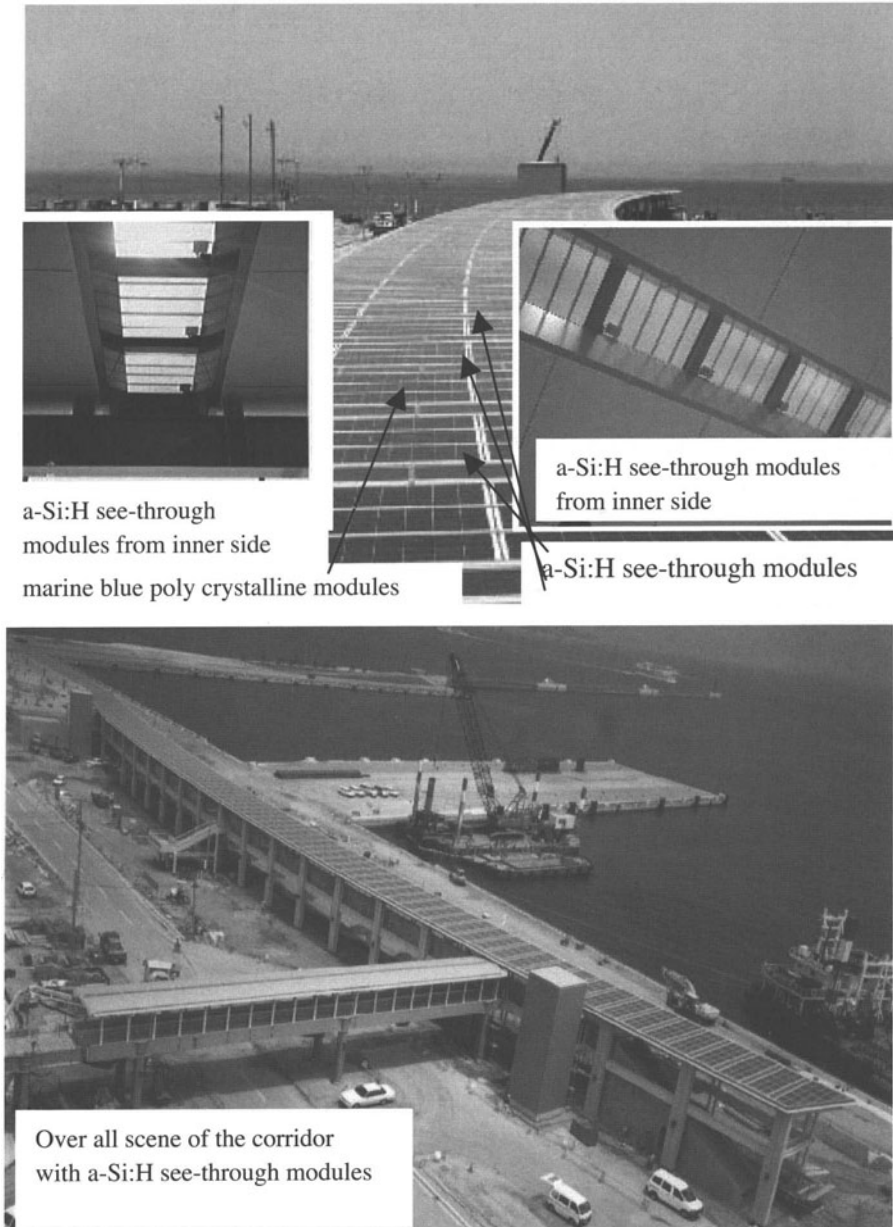 a-Si:H see-through
modules from inner side
marine blue poly crystalline modules
a-Si:H see-through modules
from inner side
a-Si:H see-through modules
Over all scene of the corridor
with a-Si:H see-through modules